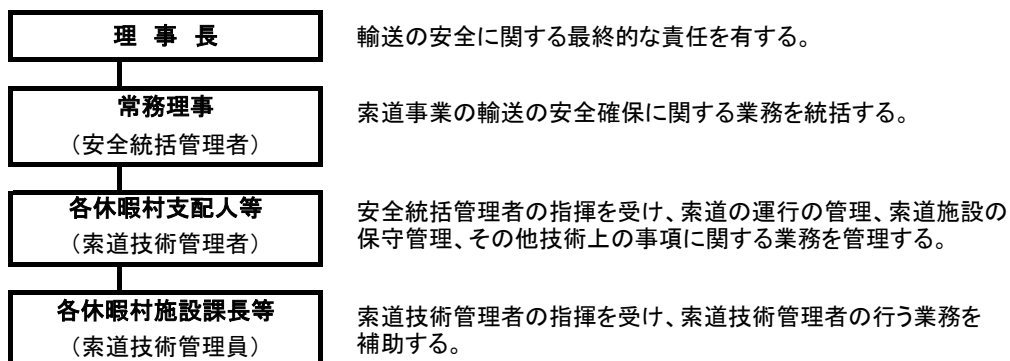 理 事 長
輸送の安全に関する最終的な責任を有する。
常務理事
（安全統括管理者）
索道事業の輸送の安全確保に関する業務を統括する。
各休暇村支配人等
（索道技術管理者）
安全統括管理者の指揮を受け、索道の運行の管理、索道施設の
保守管理、その他技術上の事項に関する業務を管理する。
各休暇村施設課長等
（索道技術管理員）
索道技術管理者の指揮を受け、索道技術管理者の行う業務を
補助する。